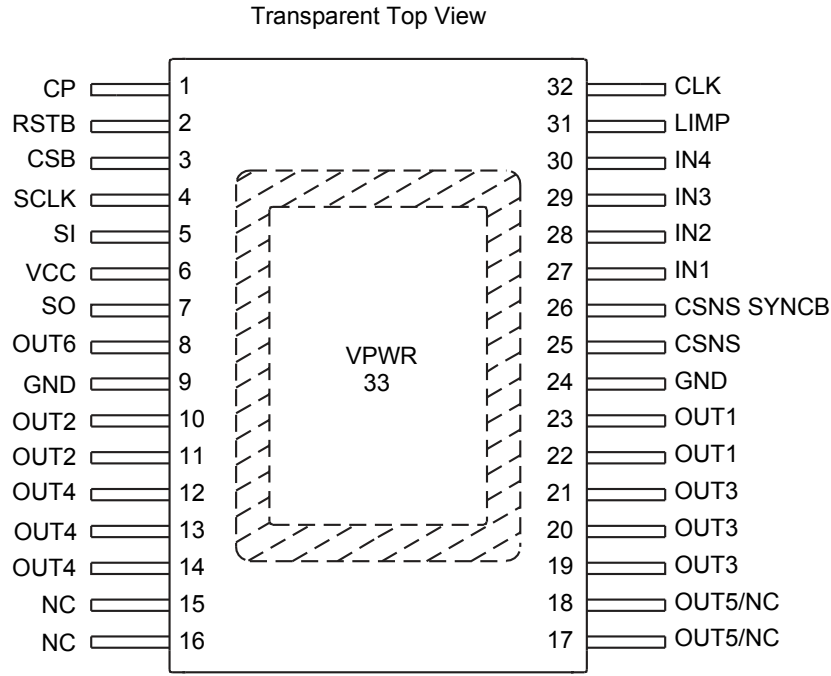 Transparent Top View
CP 1 32 CLK
RSTB 2 31 LIMP
CSB 3 30 IN4
SCLK 4 29 IN3
SI 5 28 IN2
VCC 6 27 IN1
SO 7 26 CSNS SYNCB
OUT6 8 25 CSNS
VPWR
33
GND 9 24 GND
OUT2 10 23 OUT1
OUT2 11 22 OUT1
OUT4 12 21 OUT3
OUT4 13 20 OUT3
OUT4 14 19 OUT3
NC 15 18 OUT5/NC
NC 16 17 OUT5/NC